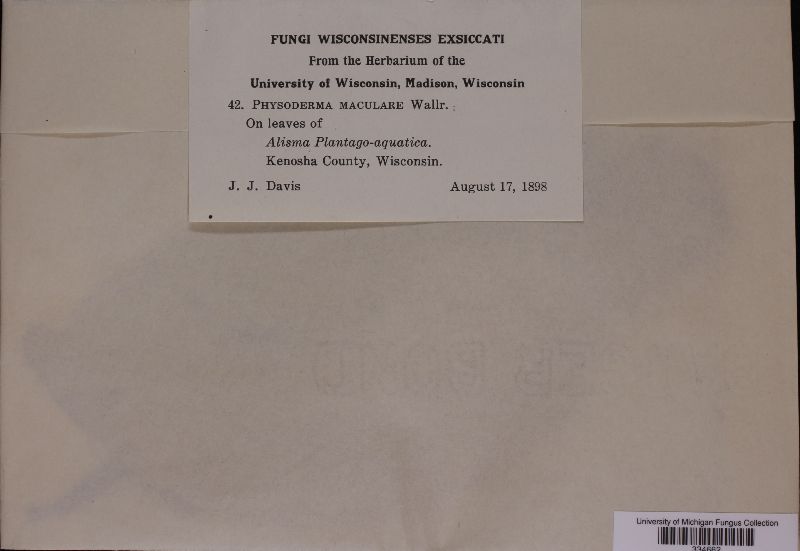 FUNGI WISCONSINENSES EXSICCATI
From the Herbarium of the
University of Wisconsin, Madison, Wisconsin
42. PHYSODERMA MACULARE Wallr.
On leaves of
Alisma Plantago-aquatica.
Kenosha County, Wisconsin.
J. J. Davis August 17, 1898
University of Michigan Fungus Collection